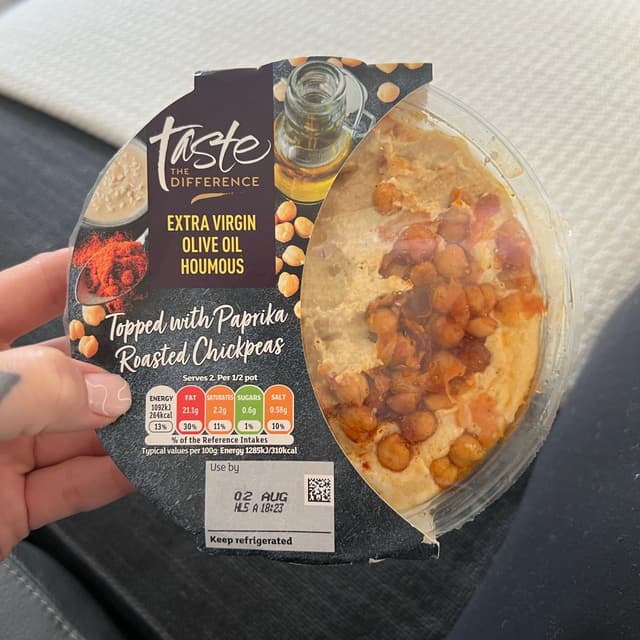 taste
THE
DIFFERENCE
EXTRA VIRGIN
OLIVE OIL
HOUMOUS
Topped with Paprika
Roasted Chickpeas
Serves 2. Per 1/2 pot
ENERGY FAT SATURATES SUGARS SALT
1092kJ 21.1g 2.2g 0.6g 0.58g
264kcal
13% 30% 11% 1% 10%
% of the Reference Intakes
Typical values per 100g: Energy 1285kJ/310kcal
Use by
02 AUG
HL5 A 18:23
Keep refrigerated